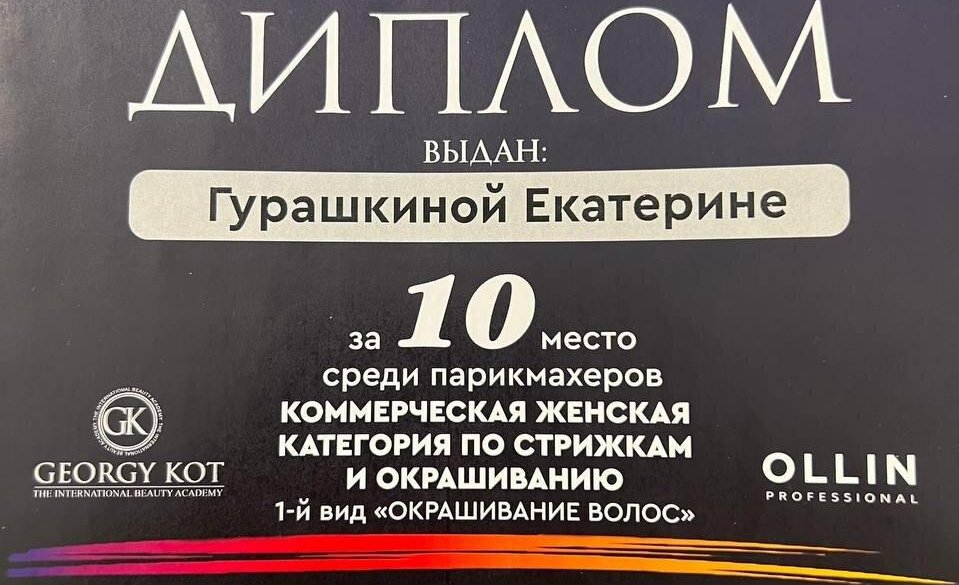 ДИПЛОМ
ВЫДАН:
Гурашкиной Екатерине
за 10 место
среди парикмахеров
КОММЕРЧЕСКАЯ ЖЕНСКАЯ
КАТЕГОРИЯ ПО СТРИЖКАМ
И ОКРАШИВАНИЮ
1-й вид «ОКРАШИВАНИЕ ВОЛОС»
GK
GEORGY KOT
THE INTERNATIONAL BEAUTY ACADEMY
OLLIN
PROFESSIONAL